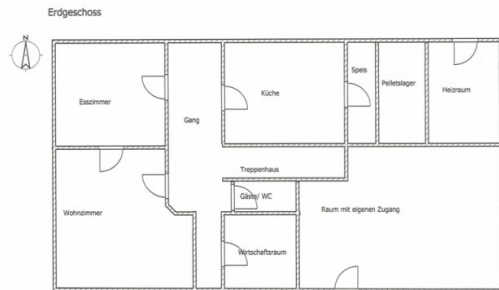 Erdgeschoss
N
Esszimmer
Gang
Küche
Speis
Pelletslager
Heizraum
Treppenhaus
Gäste/ WC
Wohnzimmer
Raum mit eigenen Zugang
Wirtschaftsraum